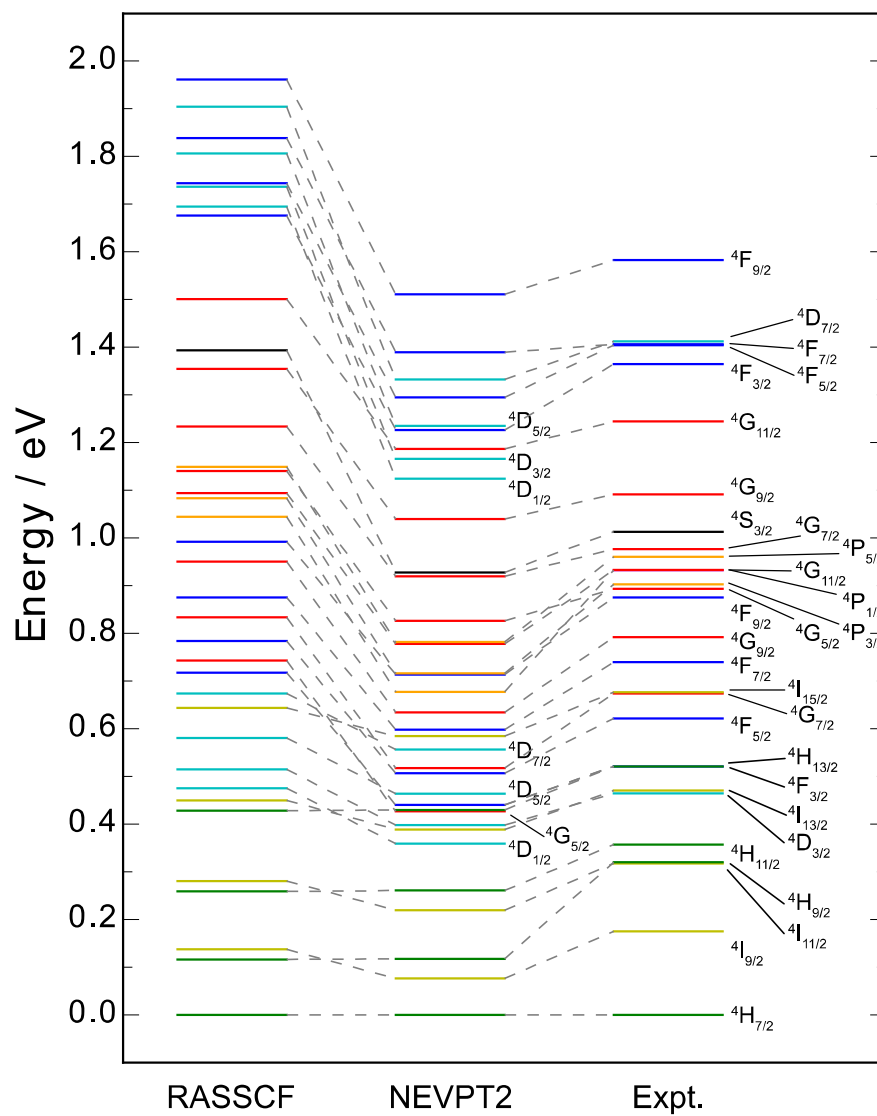 2.0
1.8
1.6
1.4
1.2
1.0
0.8
0.6
0.4
0.2
0.0
Energy / eV
RASSCF
NEVPT2
Expt.
⁴D₅/₂
⁴D₃/₂
⁴D₁/₂
⁴D₇/₂
⁴D₅/₂
⁴G₅/₂
⁴D₁/₂
⁴F₉/₂
⁴D₇/₂
⁴F₇/₂
⁴F₅/₂
⁴F₃/₂
⁴G₁₁/₂
⁴G₉/₂
⁴S₃/₂
⁴G₇/₂
⁴P₅/
⁴G₁₁/₂
⁴P₁/
⁴P₃/
⁴G₅/₂
⁴F₉/₂
⁴G₉/₂
⁴F₇/₂
⁴I₁₅/₂
⁴G₇/₂
⁴F₅/₂
⁴H₁₃/₂
⁴F₃/₂
⁴I₁₃/₂
⁴D₃/₂
⁴H₁₁/₂
⁴H₉/₂
⁴I₁₁/₂
⁴I₉/₂
⁴H₇/₂